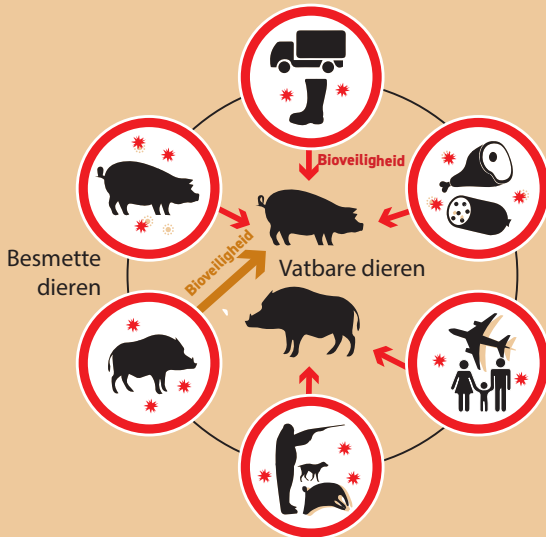 Bioveiligheid
Besmette
dieren
Bioveiligheid
Vatbare dieren